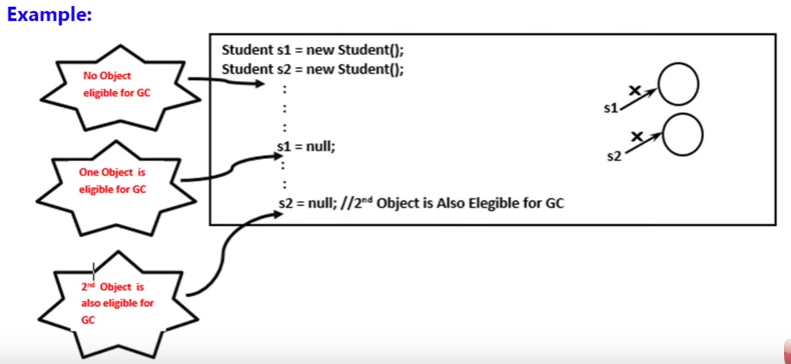 Example:
No Object
eligible for GC
Student s1 = new Student();
Student s2 = new Student();
:
:
:
s1 = null;
:
:
s2 = null; //2nd Object is Also Elegible for GC
One Object is
eligible for GC
2nd Object is
also eligible for
GC
X
s1
X
s2